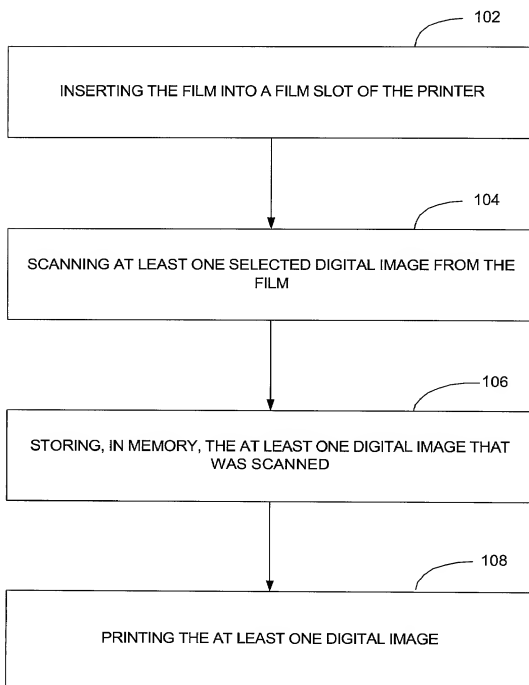 102
INSERTING THE FILM INTO A FILM SLOT OF THE PRINTER
104
SCANNING AT LEAST ONE SELECTED DIGITAL IMAGE FROM THE
FILM
106
STORING, IN MEMORY, THE AT LEAST ONE DIGITAL IMAGE THAT
WAS SCANNED
108
PRINTING THE AT LEAST ONE DIGITAL IMAGE